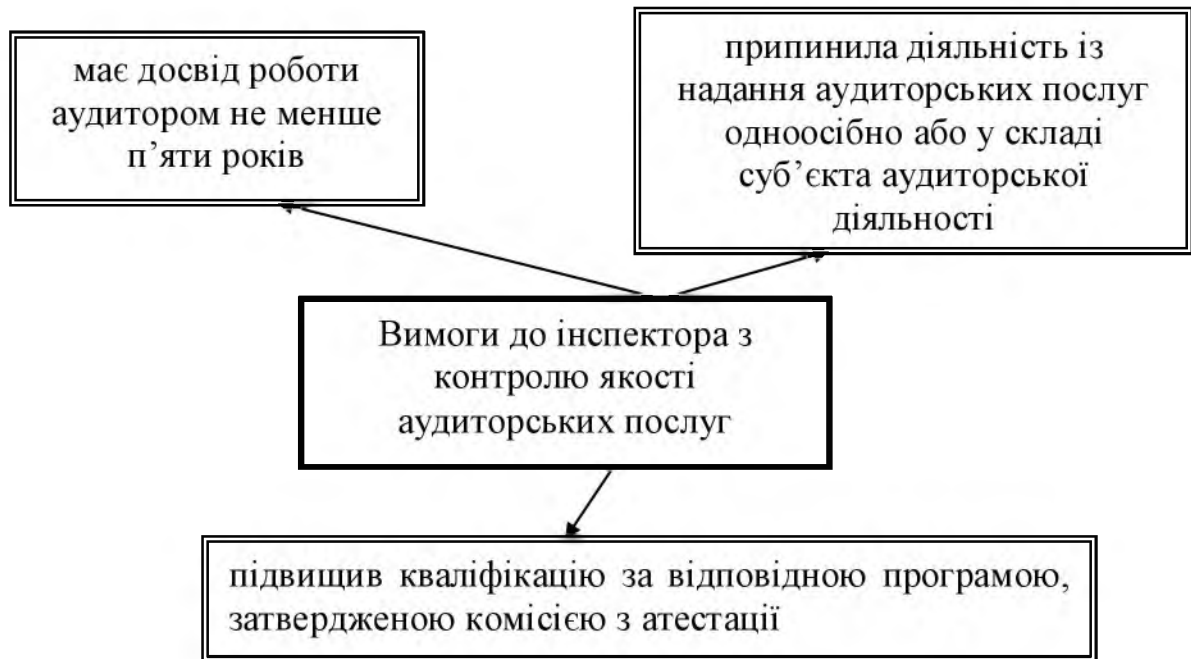 має досвід роботи
аудитором не менше
п’яти років
припинила діяльність із
надання аудиторських послуг
одноосібно або у складі
суб’єкта аудиторської
діяльності
Вимоги до інспектора з
контролю якості
аудиторських послуг
підвищив кваліфікацію за відповідною програмою,
затвердженою комісією з атестації